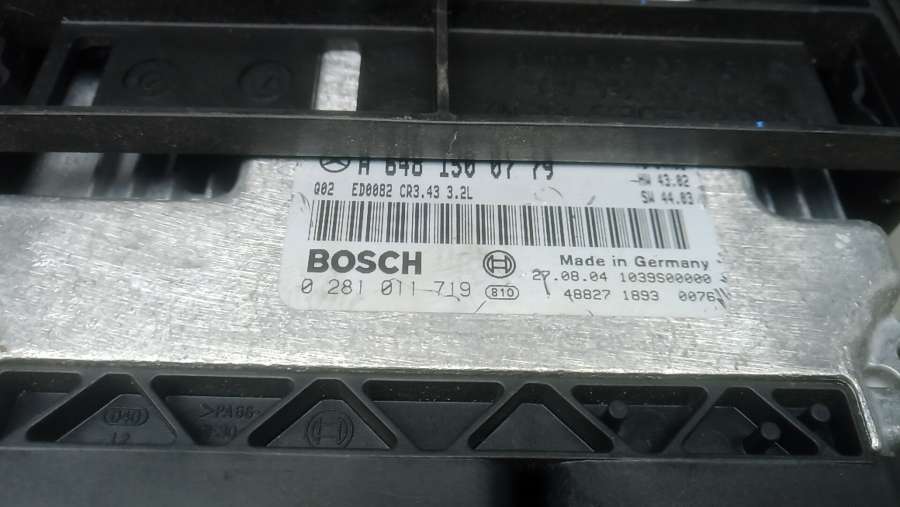 A 648 150 07 79
HW 43.02
Q02 ED0082 CR3.43 3.2L
SW 44.03
BOSCH
Made in Germany
0 281 011 719 810
27.08.04 1039S00000
48827 1893 0076
>PA66-